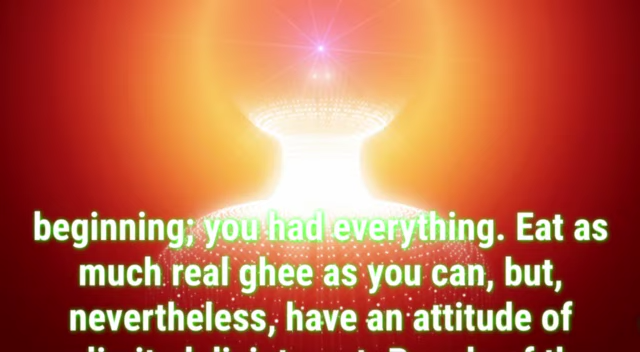 beginning; you had everything. Eat as
much real ghee as you can, but,
nevertheless, have an attitude of